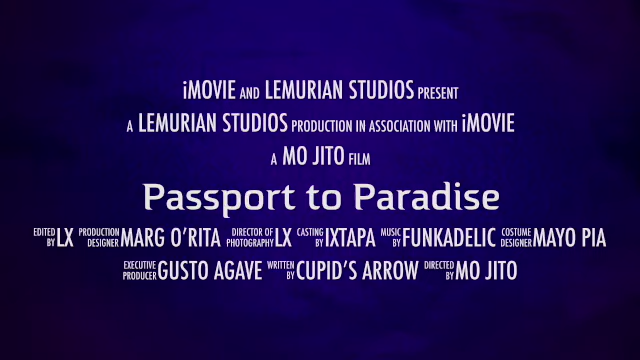 iMOVIE AND LEMURIAN STUDIOS PRESENT
A LEMURIAN STUDIOS PRODUCTION IN ASSOCIATION WITH iMOVIE
A MO JITO FILM
Passport to Paradise
EDITED BY LX PRODUCTION DESIGNER MARG O'RITA DIRECTOR OF PHOTOGRAPHY LX CASTING BY IXTAPA MUSIC BY FUNKADELIC COSTUME DESIGNER MAYO PIA
EXECUTIVE PRODUCER GUSTO AGAVE WRITTEN BY CUPID'S ARROW DIRECTED BY MO JITO